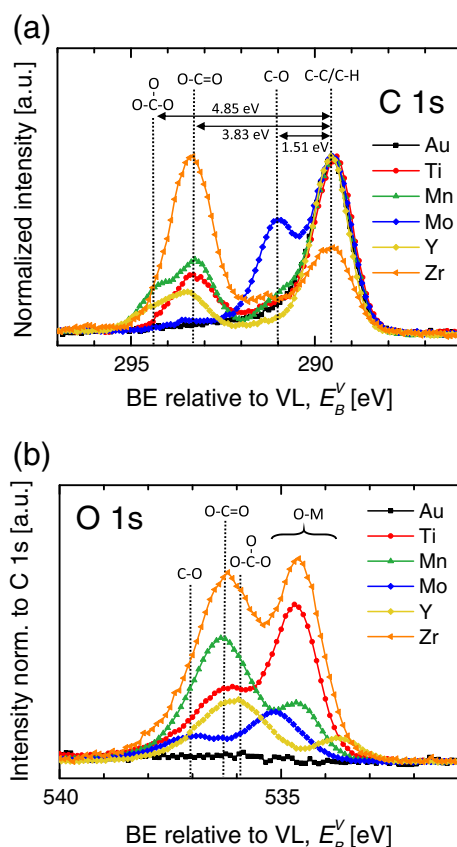 (a)
O
O-C-O
O-C=O
C-O
C-C/C-H
4.85 eV
3.83 eV
1.51 eV
C 1s
Au
Ti
Mn
Mo
Y
Zr
Normalized intensity [a.u.]
295
290
BE relative to VL, E_B^V [eV]
(b)
O 1s
O-C=O
O
O-C-O
C-O
O-M
Au
Ti
Mn
Mo
Y
Zr
Intensity norm. to C 1s [a.u.]
540
535
BE relative to VL, E_B^V [eV]